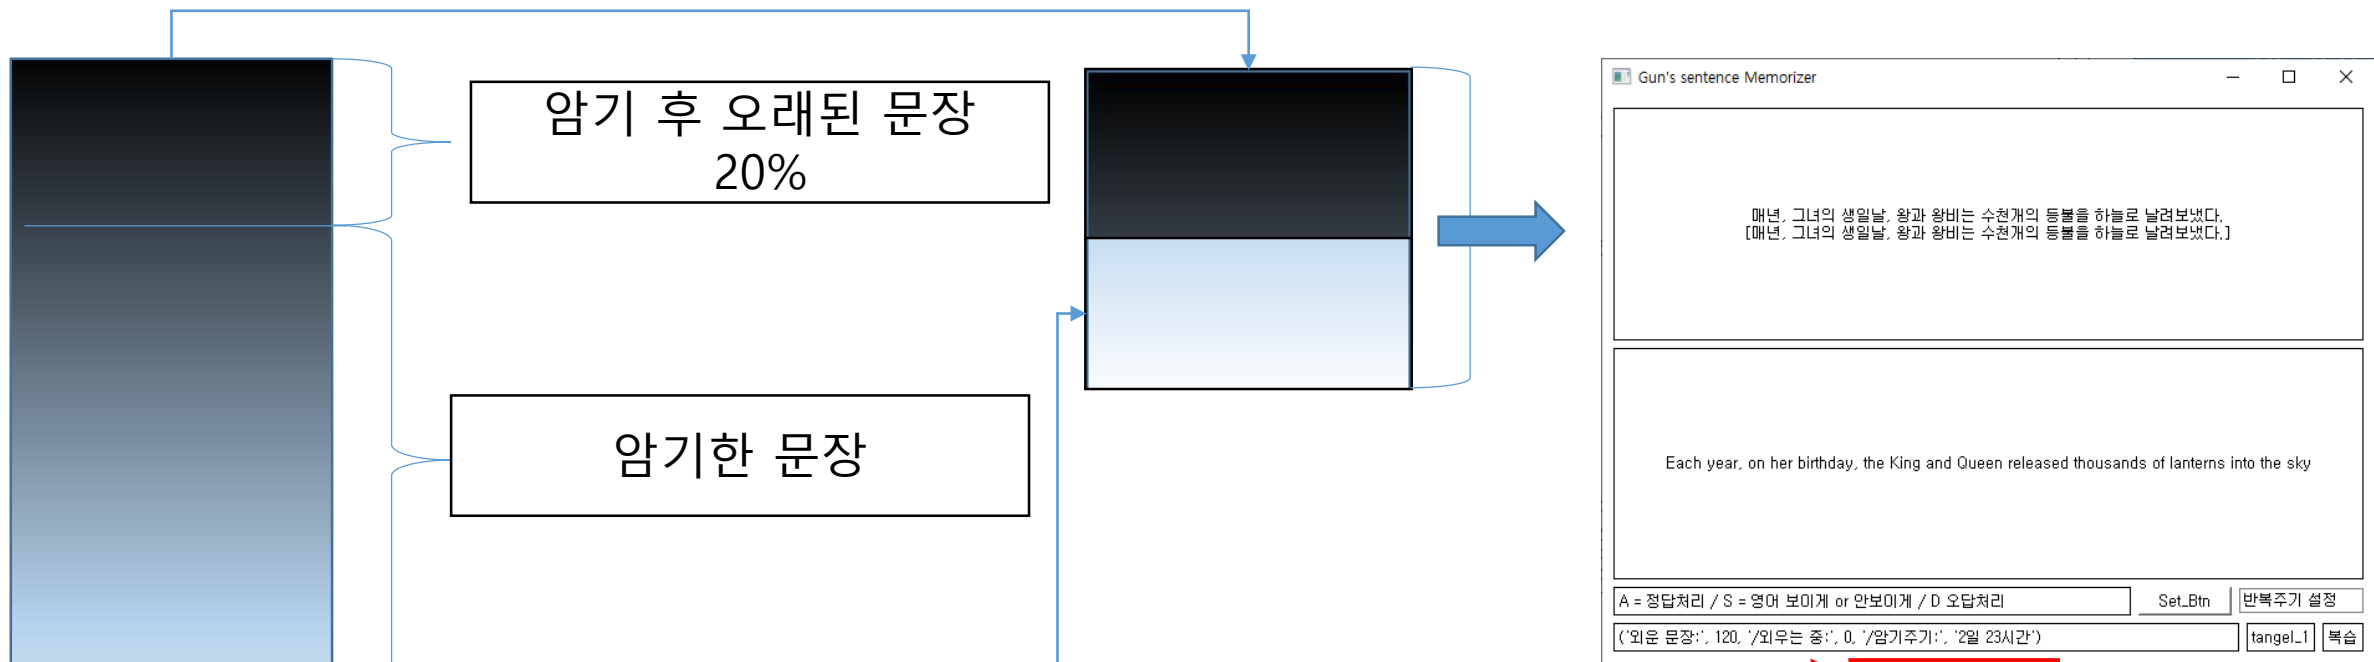 암기 후 오래된 문장
20%
암기한 문장
Gun's sentence Memorizer
매년, 그녀의 생일날, 왕과 왕비는 수천개의 등불을 하늘로 날려보냈다.
[매년, 그녀의 생일날, 왕과 왕비는 수천개의 등불을 하늘로 날려보냈다.]
Each year, on her birthday, the King and Queen released thousands of lanterns into the sky
A = 정답처리 / S = 영어 보이게 or 안보이게 / D 오답처리
Set_Btn
반복주기 설정
('외운 문장:', 120, '/외우는 중:', 0, '/암기주기:', '2일 23시간')
tangel_1
복습